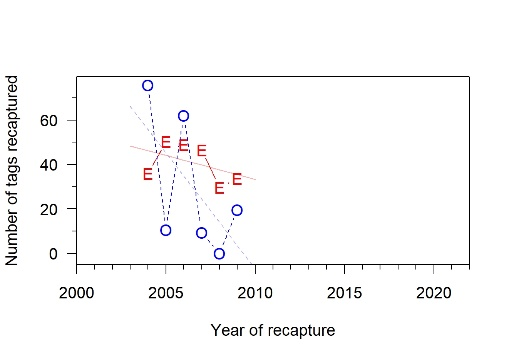 Number of tags recaptured
60
40
20
0
O
E
O
E
O
E
O
E
O
E
O
E
2000
2005
2010
2015
2020
Year of recapture